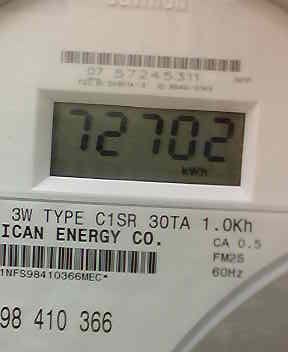 07 57245311
72702
kWh
3W TYPE C1SR 30TA 1.0Kh
ICAN ENERGY CO.
CA 0.5
FM2S
60Hz
1NFS98410366MEC*
98 410 366